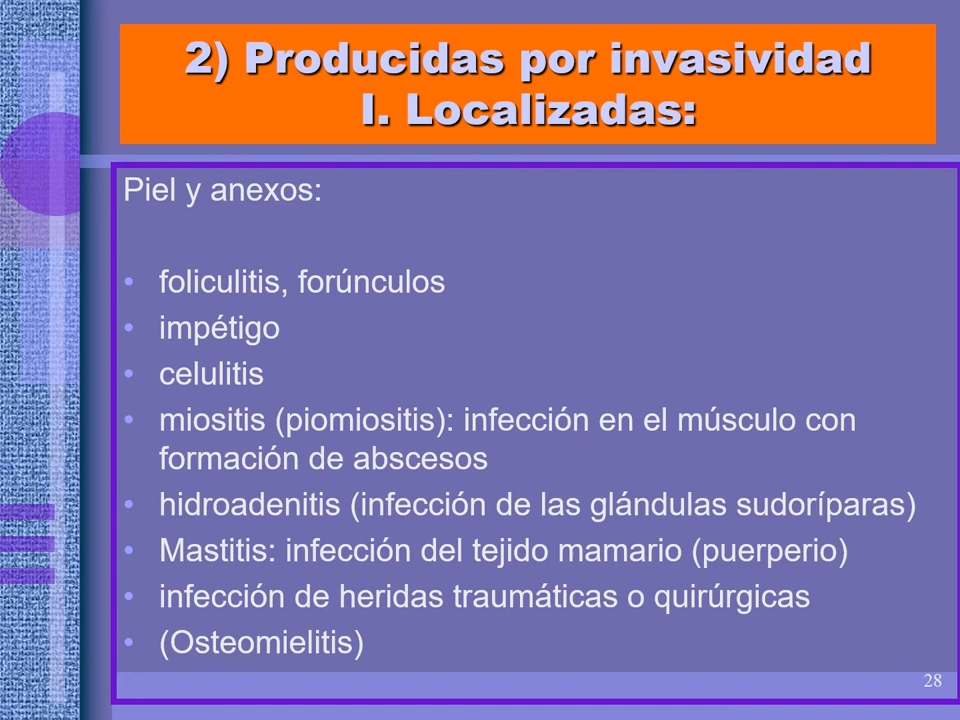 2) Producidas por invasividad
I. Localizadas:
Piel y anexos:
• foliculitis, forúnculos
• impétigo
• celulitis
• miositis (piomiositis): infección en el músculo con
formación de abscesos
• hidroadenitis (infección de las glándulas sudoríparas)
• Mastitis: infección del tejido mamario (puerperio)
• infección de heridas traumáticas o quirúrgicas
• (Osteomielitis)
28